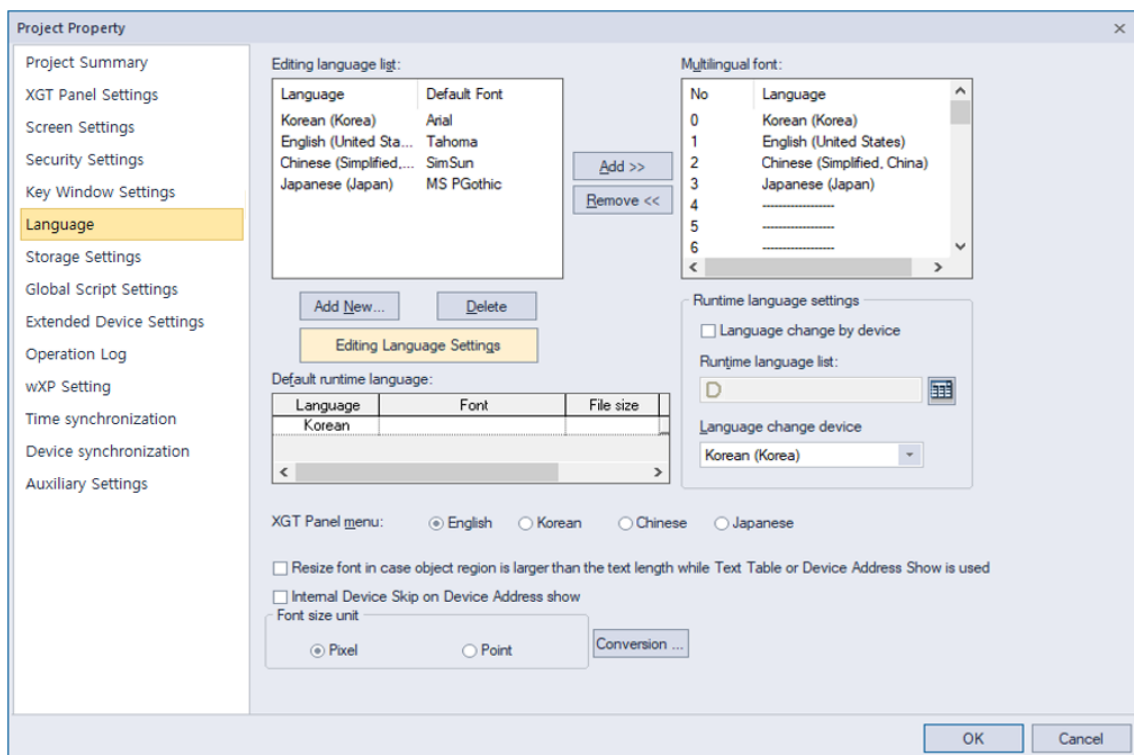 Project Property
Project Summary
XGT Panel Settings
Screen Settings
Security Settings
Key Window Settings
Language
Storage Settings
Global Script Settings
Extended Device Settings
Operation Log
wXP Setting
Time synchronization
Device synchronization
Auxiliary Settings
Editing language list:
Language Default Font
Korean (Korea) Arial
English (United Sta... Tahoma
Chinese (Simplified,... SimSun
Japanese (Japan) MS PGothic
Add >>
Remove <<
Multilingual font:
No Language
0 Korean (Korea)
1 English (United States)
2 Chinese (Simplified, China)
3 Japanese (Japan)
4 ------------------
5 ------------------
6 ------------------
Add New...
Delete
Editing Language Settings
Default runtime language:
Language Font File size
Korean ...
Runtime language settings
Language change by device
Runtime language list:
D
Language change device
Korean (Korea)
XGT Panel menu: English Korean Chinese Japanese
Resize font in case object region is larger than the text length while Text Table or Device Address Show is used
Internal Device Skip on Device Address show
Font size unit
Pixel Point
Conversion ...
OK Cancel